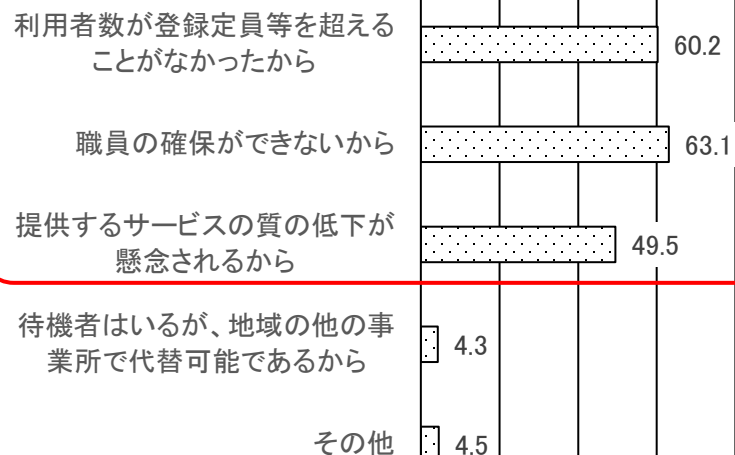 利用者数が登録定員等を超える
ことがなかったから
60.2
職員の確保ができないから
63.1
提供するサービスの質の低下が
懸念されるから
49.5
待機者はいるが、地域の他の事
業所で代替可能であるから
4.3
その他
4.5